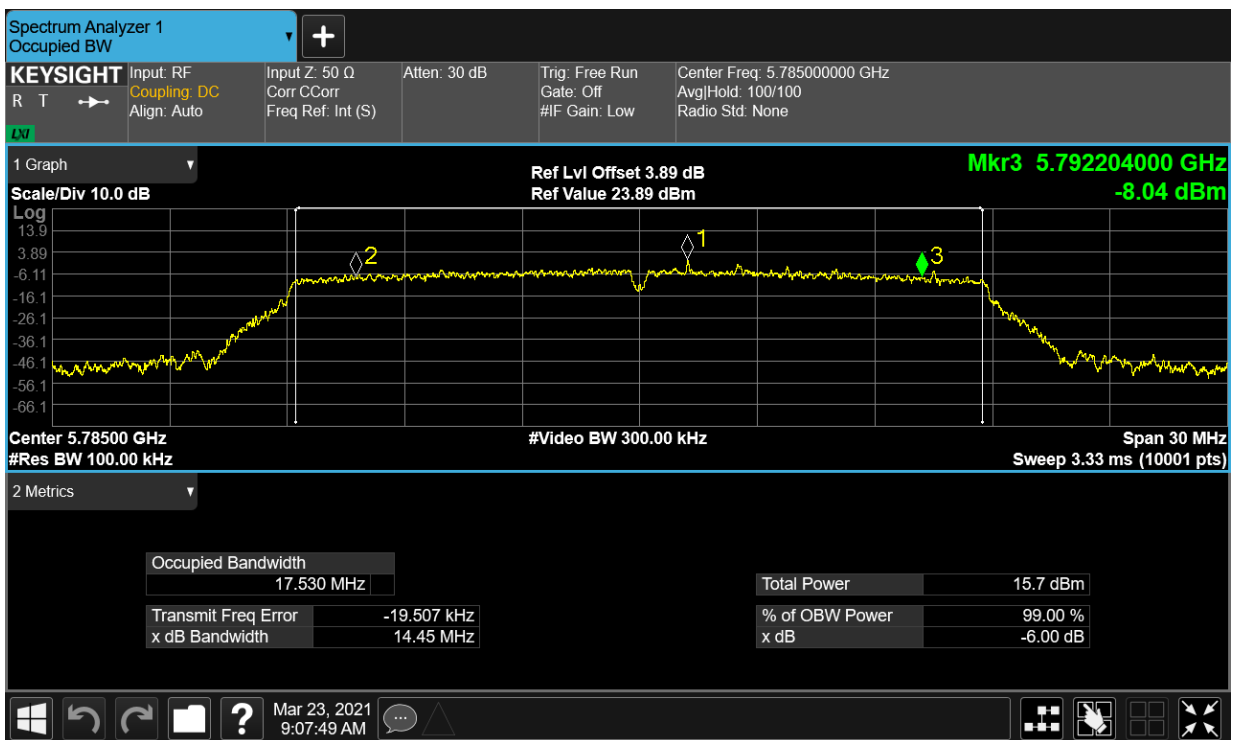 Spectrum Analyzer 1
Occupied BW
KEYSIGHT
R T
LXI
Input: RF
Coupling: DC
Align: Auto
Input Z: 50 Ω
Corr CCorr
Freq Ref: Int (S)
Atten: 30 dB
Trig: Free Run
Gate: Off
#IF Gain: Low
Center Freq: 5.785000000 GHz
Avg|Hold: 100/100
Radio Std: None
1 Graph
Scale/Div 10.0 dB
Ref Lvl Offset 3.89 dB
Ref Value 23.89 dBm
Mkr3 5.792204000 GHz
-8.04 dBm
Log
13.9
3.89
-6.11
-16.1
-26.1
-36.1
-46.1
-56.1
-66.1
2
1
3
Center 5.78500 GHz
#Res BW 100.00 kHz
#Video BW 300.00 kHz
Span 30 MHz
Sweep 3.33 ms (10001 pts)
2 Metrics
Occupied Bandwidth
17.530 MHz
Transmit Freq Error -19.507 kHz
x dB Bandwidth 14.45 MHz
Total Power 15.7 dBm
% of OBW Power 99.00 %
x dB -6.00 dB
?
Mar 23, 2021
9:07:49 AM